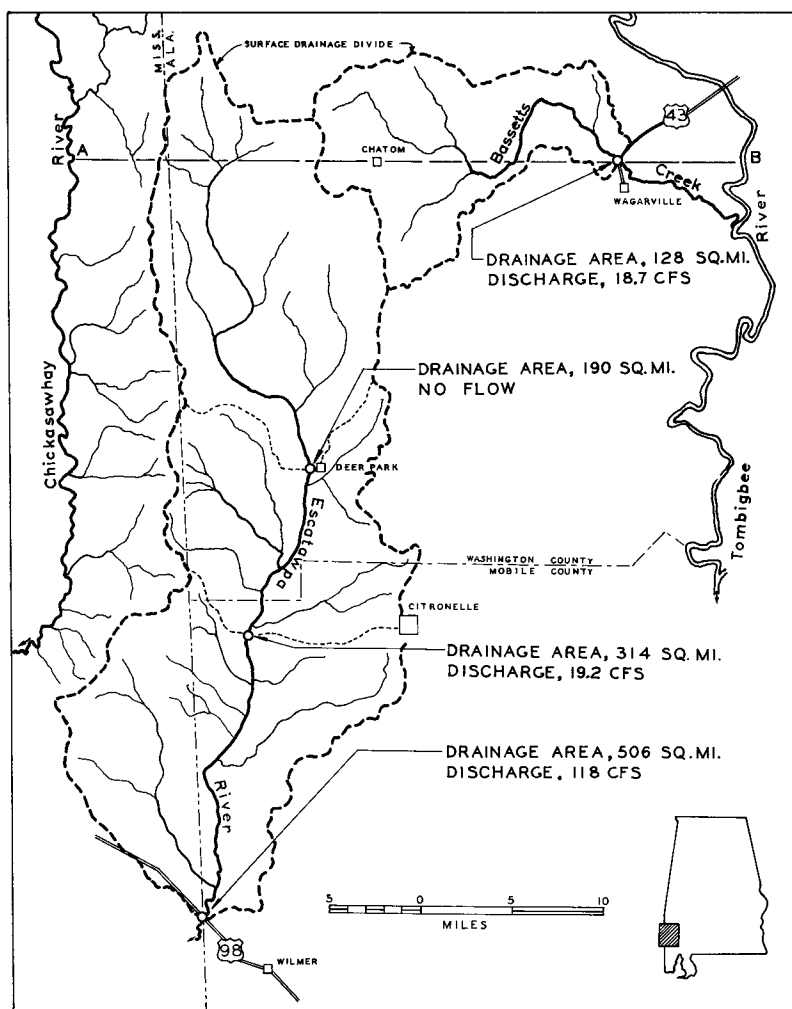 MISS.
ALA.
SURFACE DRAINAGE DIVIDE
River
A
CHATOM
Bassetts
43
B
Creek
WAGARVILLE
River
DRAINAGE AREA, 128 SQ.MI.
DISCHARGE, 18.7 CFS
DRAINAGE AREA, 190 SQ.MI.
NO FLOW
Chickasawhay
DEER PARK
Escatawpa
Tombigbee
WASHINGTON COUNTY
MOBILE COUNTY
CITRONELLE
DRAINAGE AREA, 314 SQ.MI.
DISCHARGE, 19.2 CFS
DRAINAGE AREA, 506 SQ.MI.
DISCHARGE, 118 CFS
River
5 0 5 10
MILES
98
WILMER